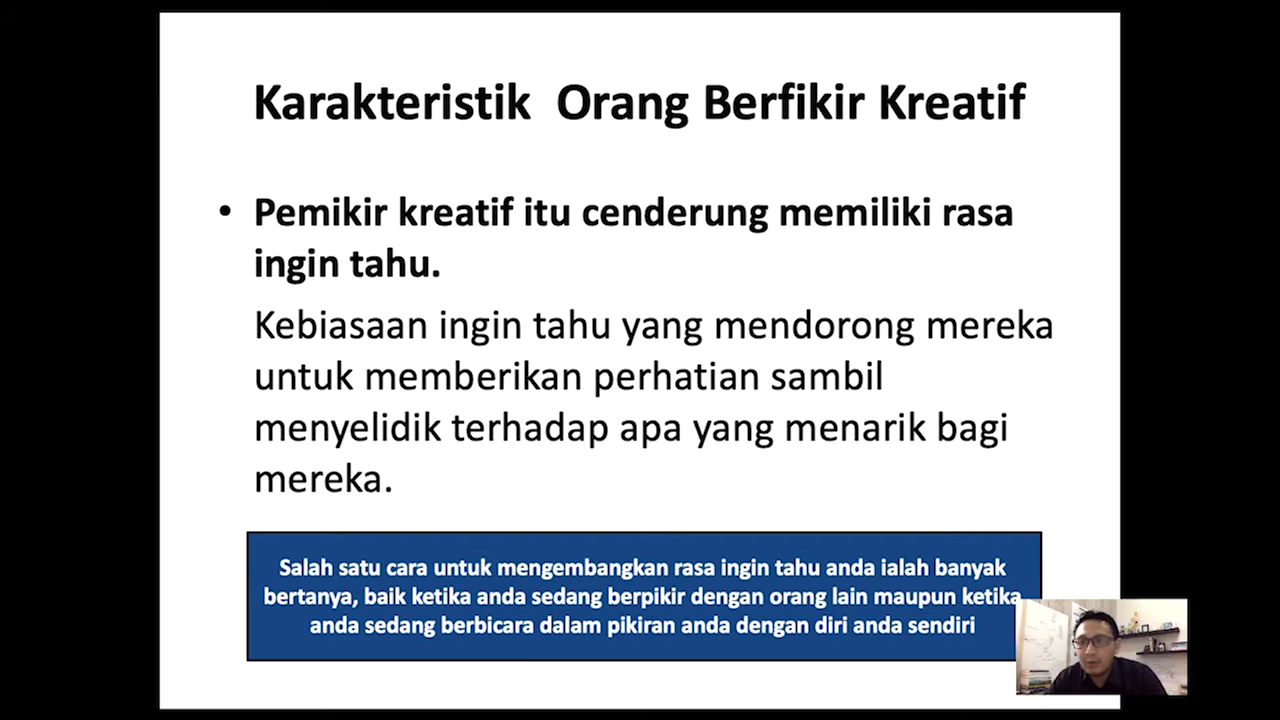 Karakteristik Orang Berfikir Kreatif
• Pemikir kreatif itu cenderung memiliki rasa
ingin tahu.
Kebiasaan ingin tahu yang mendorong mereka
untuk memberikan perhatian sambil
menyelidik terhadap apa yang menarik bagi
mereka.
Salah satu cara untuk mengembangkan rasa ingin tahu anda ialah banyak
bertanya, baik ketika anda sedang berpikir dengan orang lain maupun ketika
anda sedang berbicara dalam pikiran anda dengan diri anda sendiri